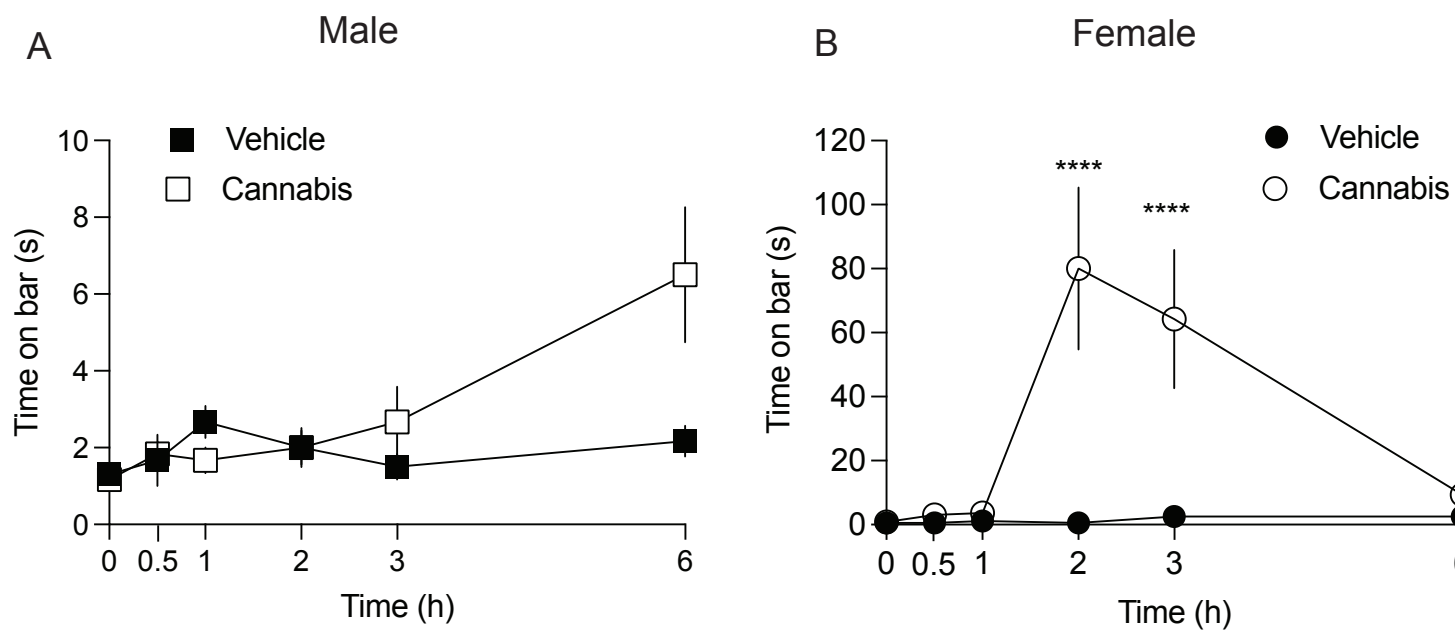 A
Male
Vehicle
Cannabis
Time on bar (s)
10
8
6
4
2
0
0 0.5 1 2 3 6
Time (h)
B
Female
Vehicle
Cannabis
Time on bar (s)
120
100
80
60
40
20
0
****
****
0 0.5 1 2 3
Time (h)